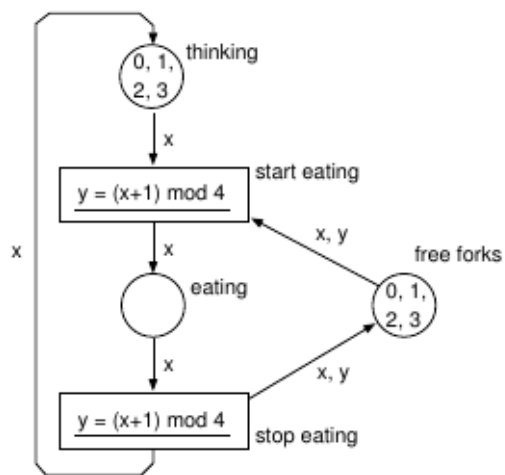 thinking
0, 1,
2, 3
x
start eating
y = (x+1) mod 4
x, y
x
x
free forks
eating
0, 1,
2, 3
x
x, y
y = (x+1) mod 4
stop eating